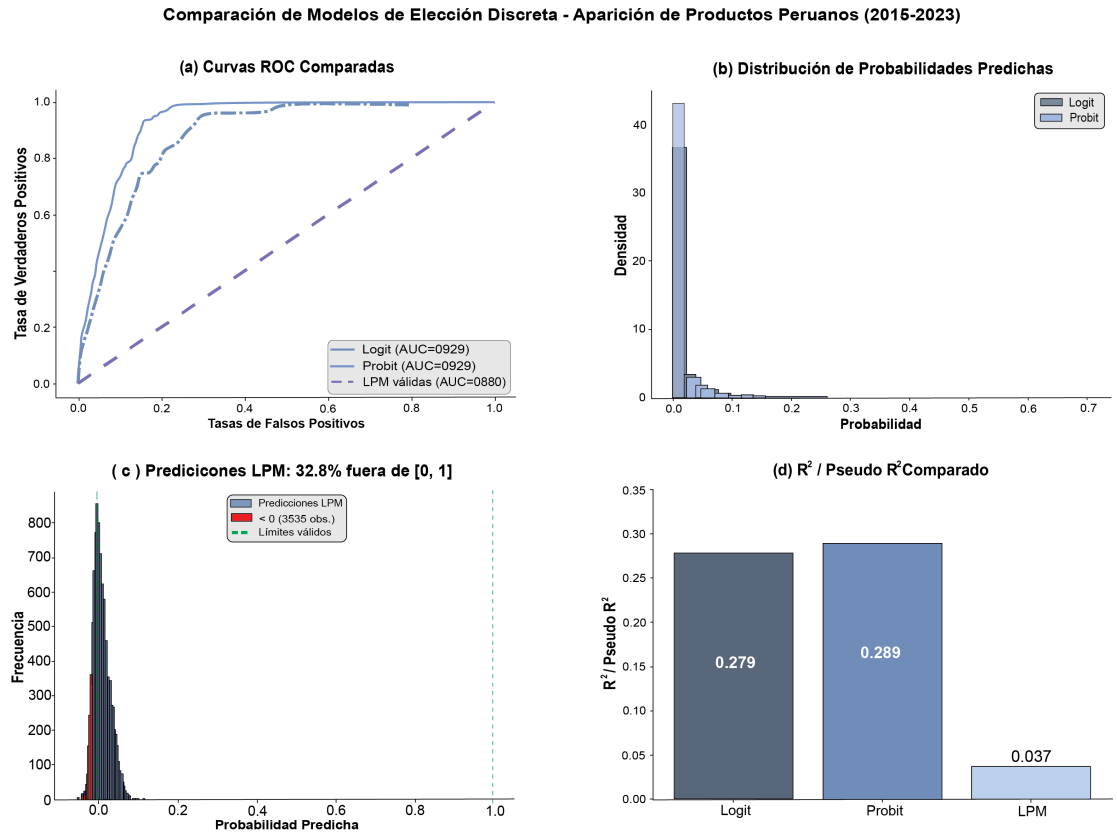 Comparación de Modelos de Elección Discreta - Aparición de Productos Peruanos (2015-2023)
(a) Curvas ROC Comparadas
Tasa de Verdaderos Positivos
1.0
0.8
0.6
0.2
0.0
0.0 0.2 0.4 0.6 0.8 1.0
Tasas de Falsos Positivos
Logit (AUC=0929)
Probit (AUC=0929)
LPM válidas (AUC=0880)
(b) Distribución de Probabilidades Predichas
Densidad
40
30
20
10
0
0.0 0.1 0.2 0.3 0.4 0.5 0.6 0.7
Probabilidad
Logit
Probit
( c ) Predicicones LPM: 32.8% fuera de [0, 1]
Frecuencia
800
700
600
500
400
300
200
100
0
0.0 0.2 0.4 0.6 0.8 1.0
Probabilidad Predicha
Predicciones LPM
< 0 (3535 obs.)
Límites válidos
(d) R² / Pseudo R²Comparado
R² / Pseudo R²
0.35
0.30
0.25
0.20
0.15
0.10
0.05
0.00
0.279
0.289
0.037
Logit Probit LPM